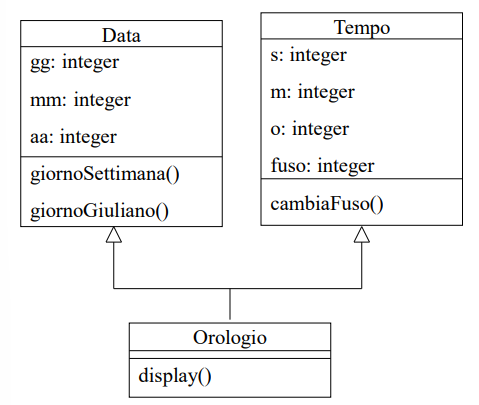 Data
gg: integer
mm: integer
aa: integer
giornoSettimana()
giornoGiuliano()
Tempo
s: integer
m: integer
o: integer
fuso: integer
cambiaFuso()
Orologio
display()